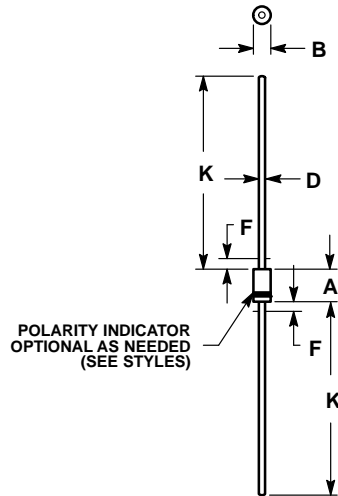 B
K
D
F
A
POLARITY INDICATOR
OPTIONAL AS NEEDED
(SEE STYLES)
F
K